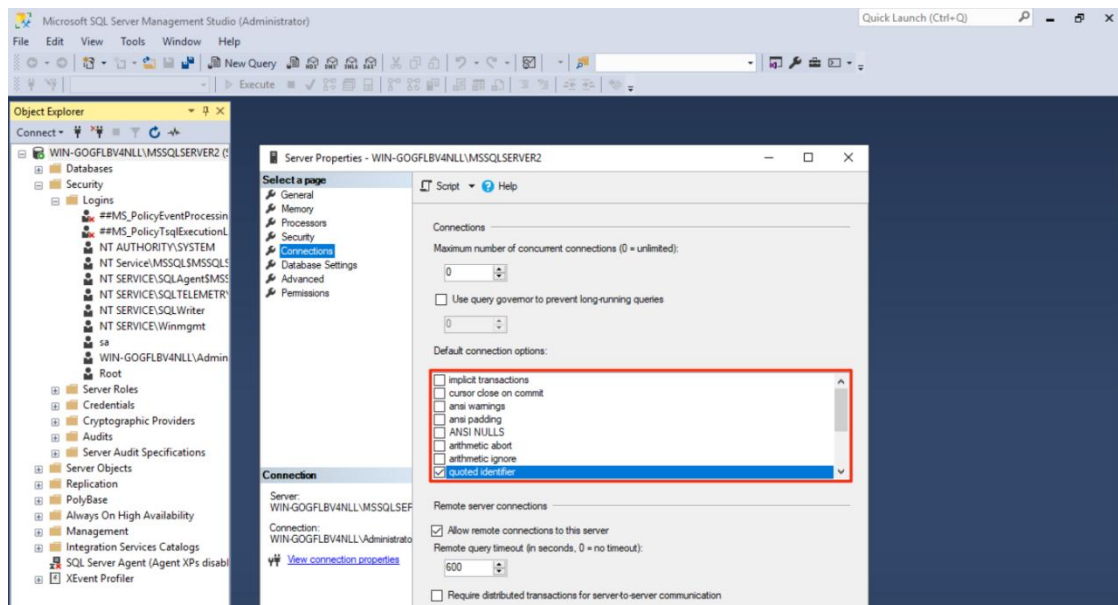 Microsoft SQL Server Management Studio (Administrator)
Quick Launch (Ctrl+Q)
File Edit View Tools Window Help
New Query
Execute
Object Explorer
Connect
WIN-GOGFLBV4NLL\MSSQLSERVER2
Databases
Security
Logins
##MS_PolicyEventProcessin
##MS_PolicyTsqlExecutionL
NT AUTHORITY\SYSTEM
NT Service\MSSQL$MSSQLS
NT SERVICE\SQLAgent$MSS
NT SERVICE\SQLTELEMETRY
NT SERVICE\SQLWriter
NT SERVICE\Winmgmt
sa
WIN-GOGFLBV4NLL\Admin
Root
Server Roles
Credentials
Cryptographic Providers
Audits
Server Audit Specifications
Server Objects
Replication
PolyBase
Always On High Availability
Management
Integration Services Catalogs
SQL Server Agent (Agent XPs disabl
XEvent Profiler
Server Properties - WIN-GOGFLBV4NLL\MSSQLSERVER2
Select a page
General
Memory
Processors
Security
Connections
Database Settings
Advanced
Permissions
Connection
Server:
WIN-GOGFLBV4NLL\MSSQLSEF
Connection:
WIN-GOGFLBV4NLL\Administrato
View connection properties
Script Help
Connections
Maximum number of concurrent connections (0 = unlimited):
0
Use query governor to prevent long-running queries
0
Default connection options:
implicit transactions
cursor close on commit
ansi warnings
ansi padding
ANSI NULLS
arithmetic abort
arithmetic ignore
quoted identifier
Remote server connections
Allow remote connections to this server
Remote query timeout (in seconds, 0 = no timeout):
600
Require distributed transactions for server-to-server communication